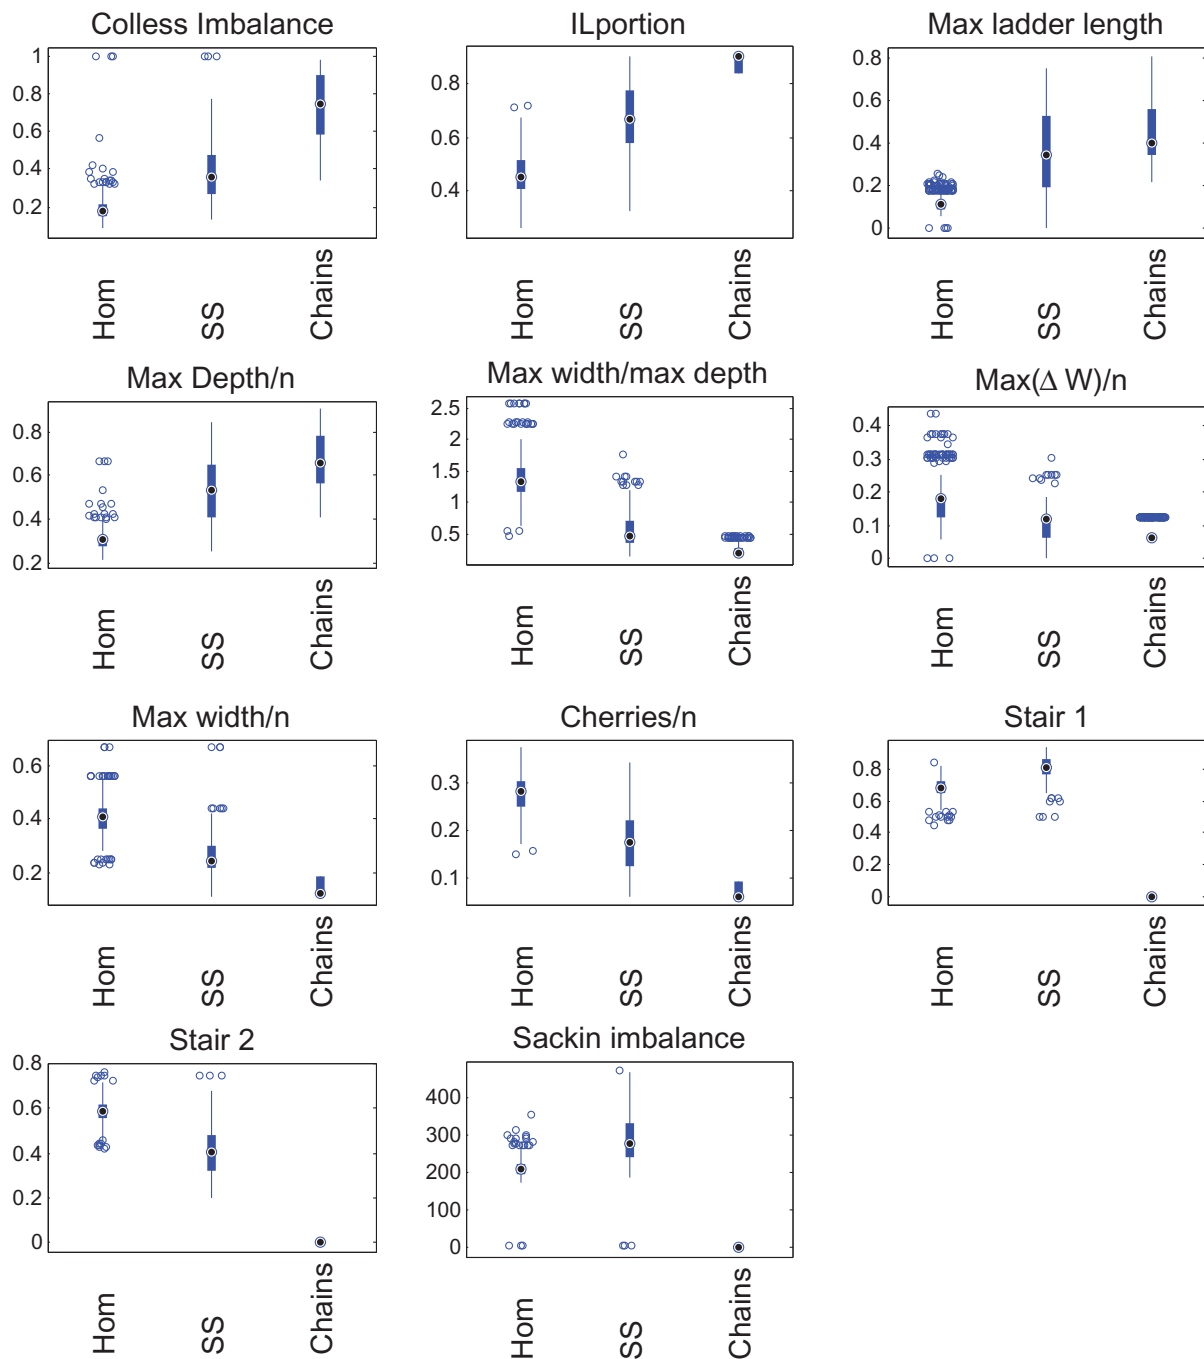 Colless Imbalance
1
0.8
0.6
0.4
0.2
Hom
SS
Chains
ILportion
0.8
0.6
0.4
Hom
SS
Chains
Max ladder length
0.8
0.6
0.4
0.2
0
Hom
SS
Chains
Max Depth/n
0.8
0.6
0.4
0.2
Hom
SS
Chains
Max width/max depth
2.5
2
1.5
1
0.5
Hom
SS
Chains
Max(Δ W)/n
0.4
0.3
0.2
0.1
0
Hom
SS
Chains
Max width/n
0.6
0.4
0.2
Hom
SS
Chains
Cherries/n
0.3
0.2
0.1
Hom
SS
Chains
Stair 1
0.8
0.6
0.4
0.2
0
Hom
SS
Chains
Stair 2
0.8
0.6
0.4
0.2
0
Hom
SS
Chains
Sackin imbalance
400
300
200
100
0
Hom
SS
Chains